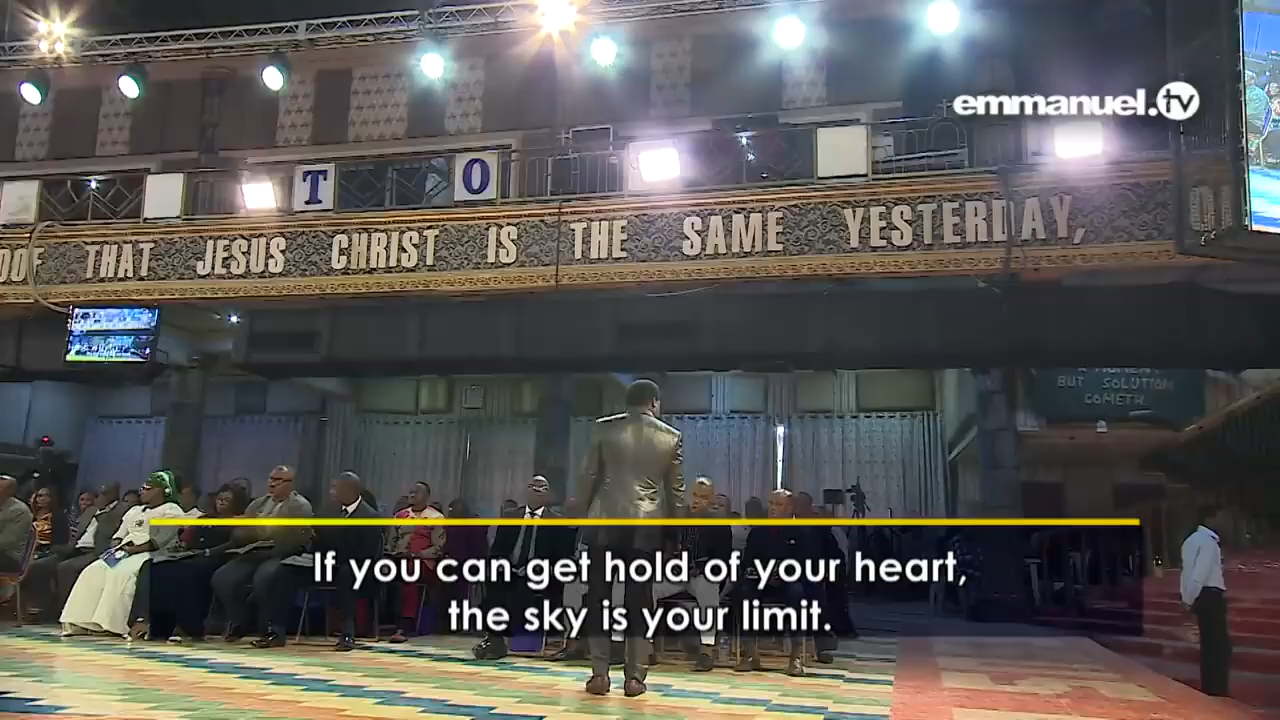 emmanuel.tv
T O
THAT JESUS CHRIST IS THE SAME YESTERDAY,
BUT SOLUTION
COMETH
If you can get hold of your heart,
the sky is your limit.